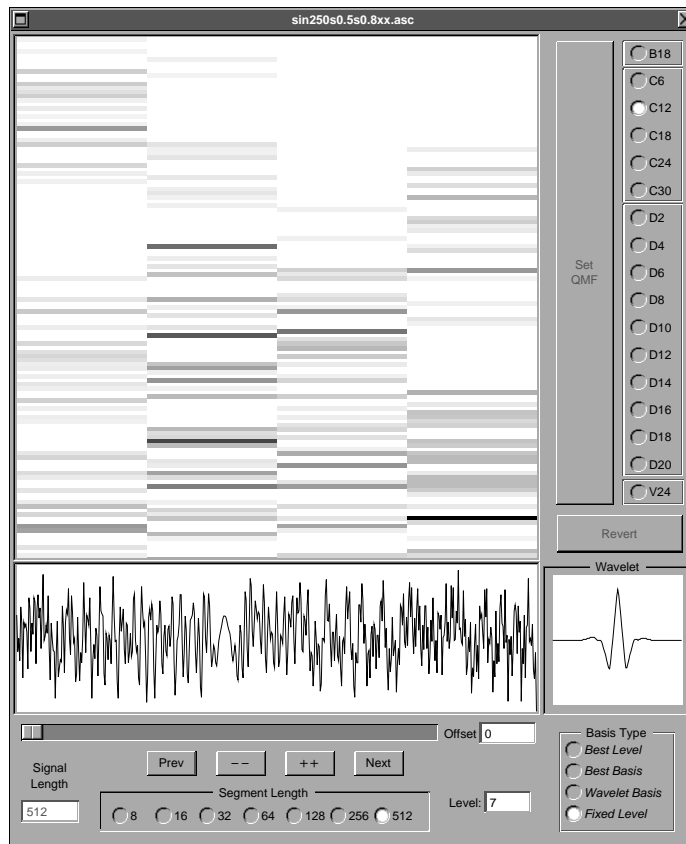 sin250s0.5s0.8xx.asc
B18
C6
C12
C18
C24
C30
D2
D4
D6
D8
D10
D12
D14
D16
D18
D20
V24
Set
QMF
Revert
Wavelet
Offset 0
Prev
– –
+ +
Next
Signal
Length
512
Segment Length
8 16 32 64 128 256 512
Level: 7
Basis Type
Best Level
Best Basis
Wavelet Basis
Fixed Level